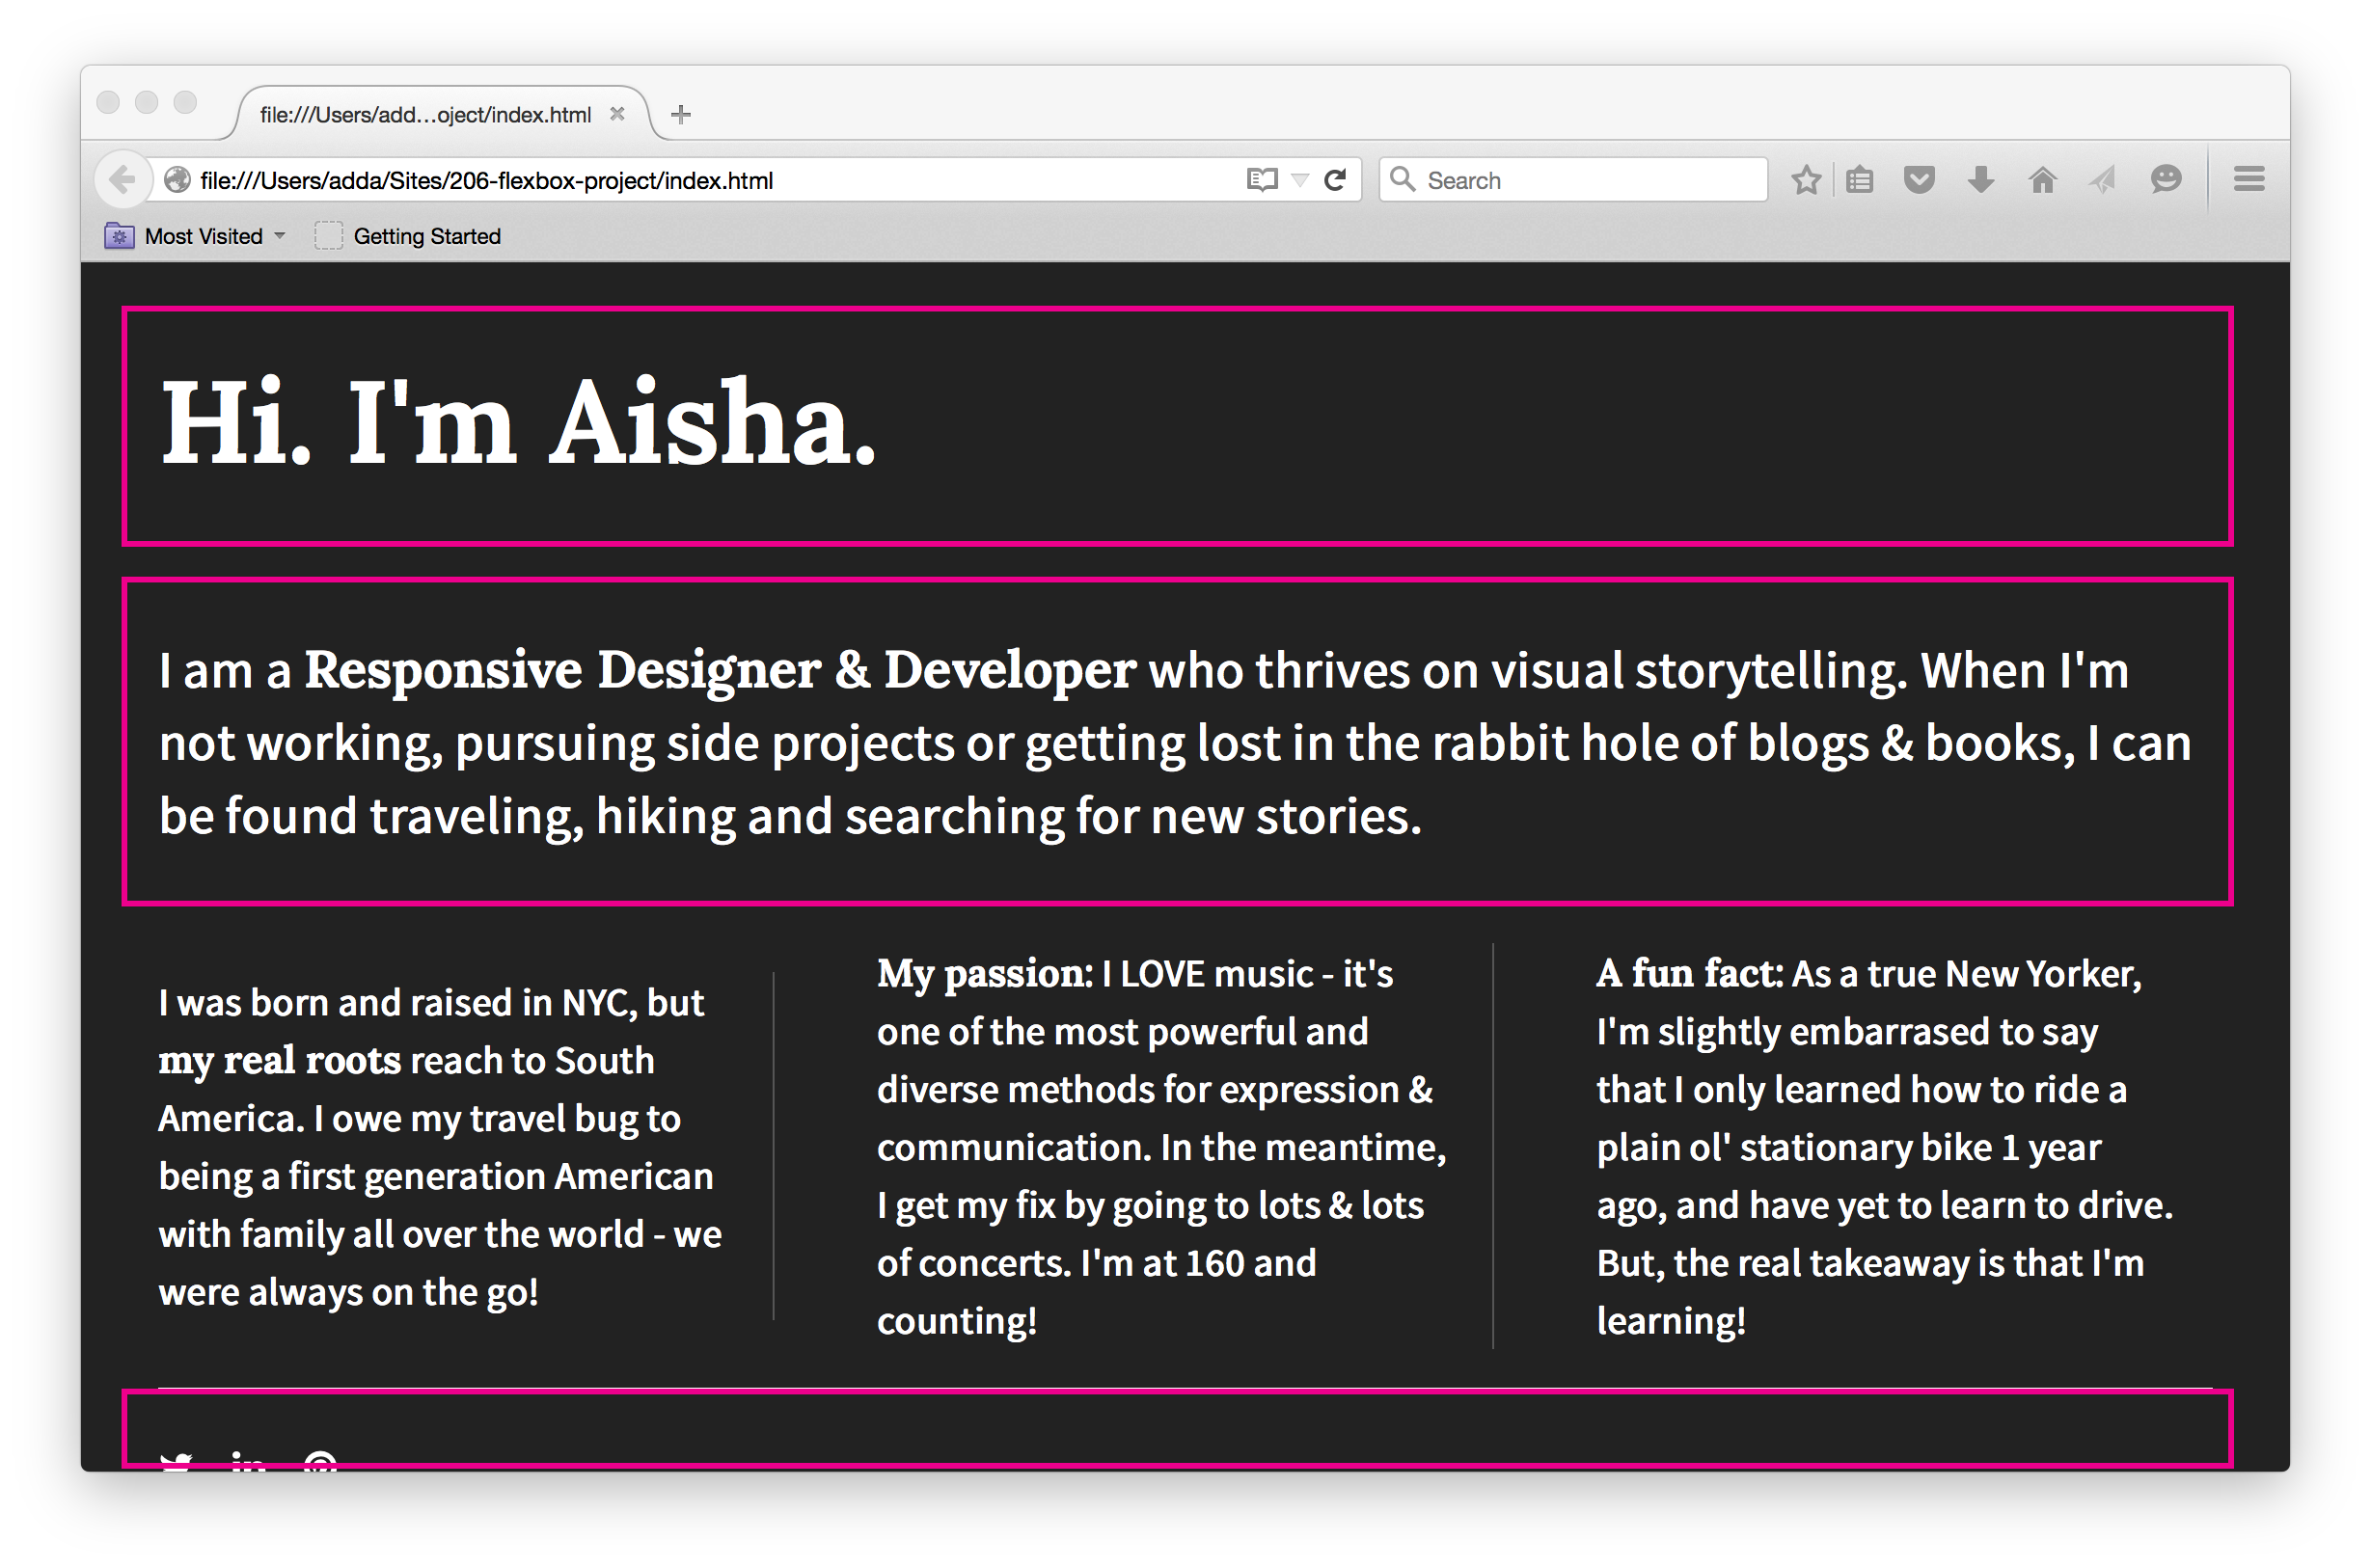 file:///Users/add...oject/index.html
file:///Users/adda/Sites/206-flexbox-project/index.html
Search
Most Visited
Getting Started
Hi. I'm Aisha.
I am a Responsive Designer & Developer who thrives on visual storytelling. When I'm
not working, pursuing side projects or getting lost in the rabbit hole of blogs & books, I can
be found traveling, hiking and searching for new stories.
I was born and raised in NYC, but
my real roots reach to South
America. I owe my travel bug to
being a first generation American
with family all over the world - we
were always on the go!
My passion: I LOVE music - it's
one of the most powerful and
diverse methods for expression &
communication. In the meantime,
I get my fix by going to lots & lots
of concerts. I'm at 160 and
counting!
A fun fact: As a true New Yorker,
I'm slightly embarrased to say
that I only learned how to ride a
plain ol' stationary bike 1 year
ago, and have yet to learn to drive.
But, the real takeaway is that I'm
learning!